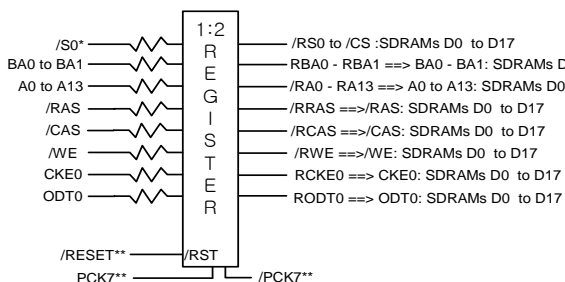 1:2
REGISTER
/S0*
BA0 to BA1
A0 to A13
/RAS
/CAS
/WE
CKE0
ODT0
/RESET**
/RST
PCK7**
/PCK7**
/RS0 to /CS :SDRAMs D0 to D17
RBA0 - RBA1 ==> BA0 - BA1: SDRAMs D
/RA0 - RA13 ==> A0 to A13: SDRAMs D0
/RRAS ==>/RAS: SDRAMs D0 to D17
/RCAS ==>/CAS: SDRAMs D0 to D17
/RWE ==>/WE: SDRAMs D0 to D17
RCKE0 ==> CKE0: SDRAMs D0 to D17
RODT0 ==> ODT0: SDRAMs D0 to D17